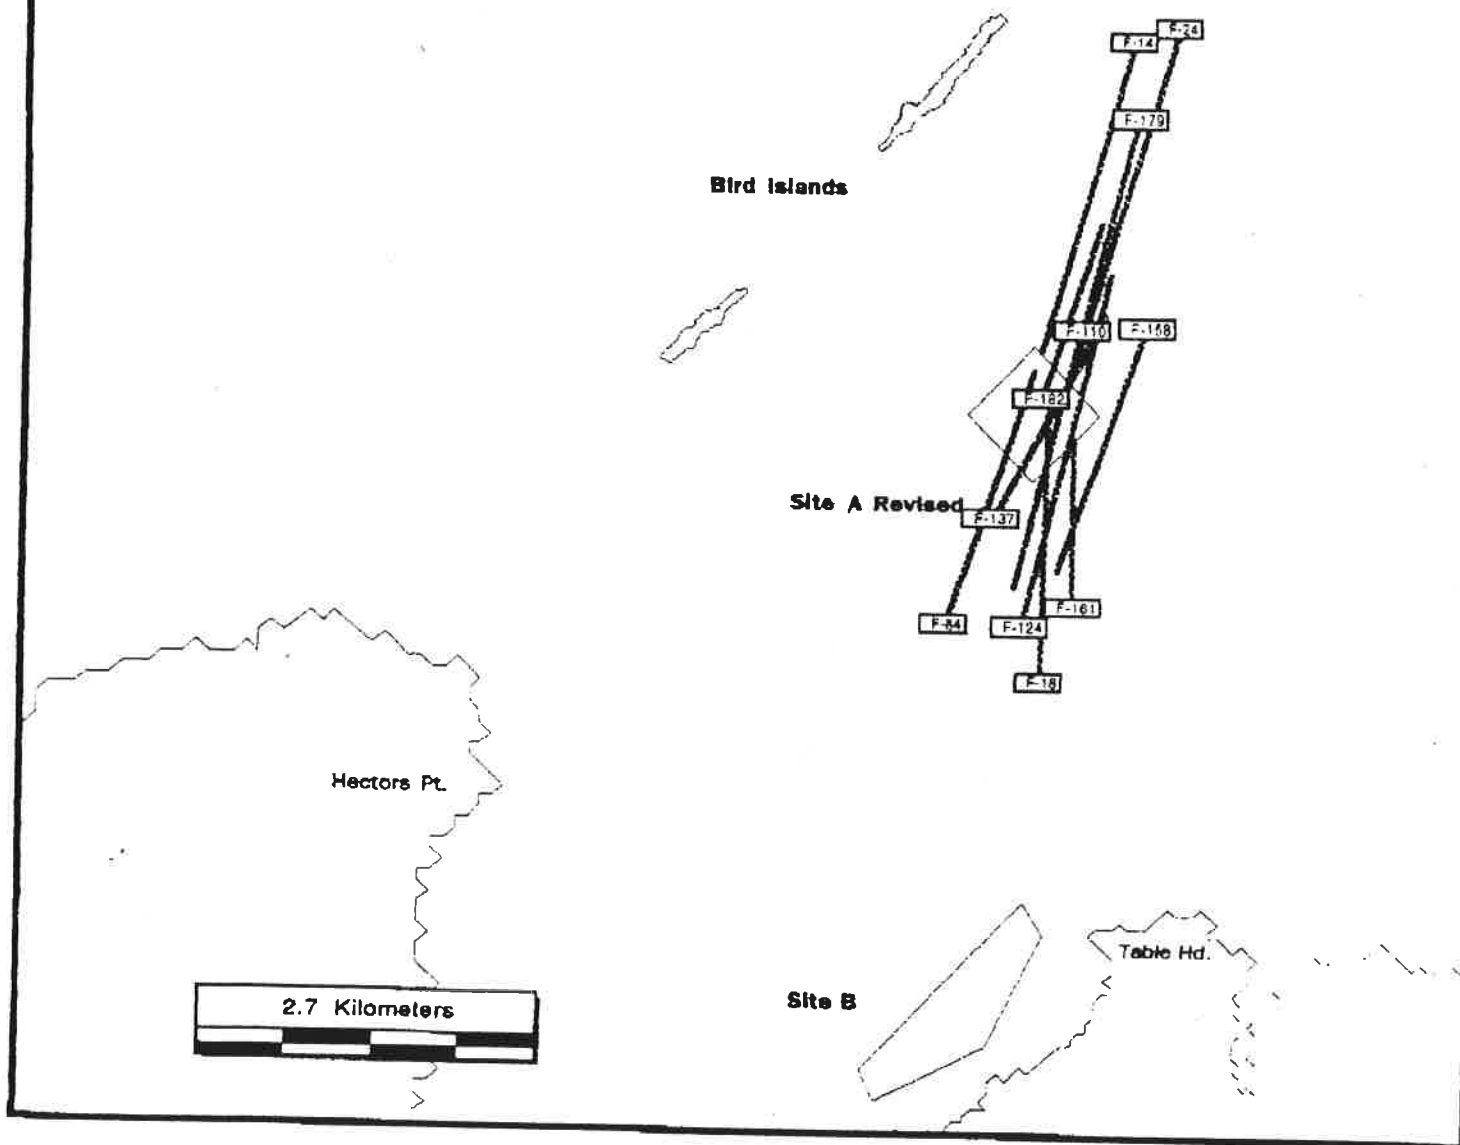 F-24
F-14
F-179
Bird Islands
F-110
F-168
F-182
Site A Revised
F-137
F-161
F-84
F-124
F-18
Hectors Pt.
Table Hd.
Site B
2.7 Kilometers